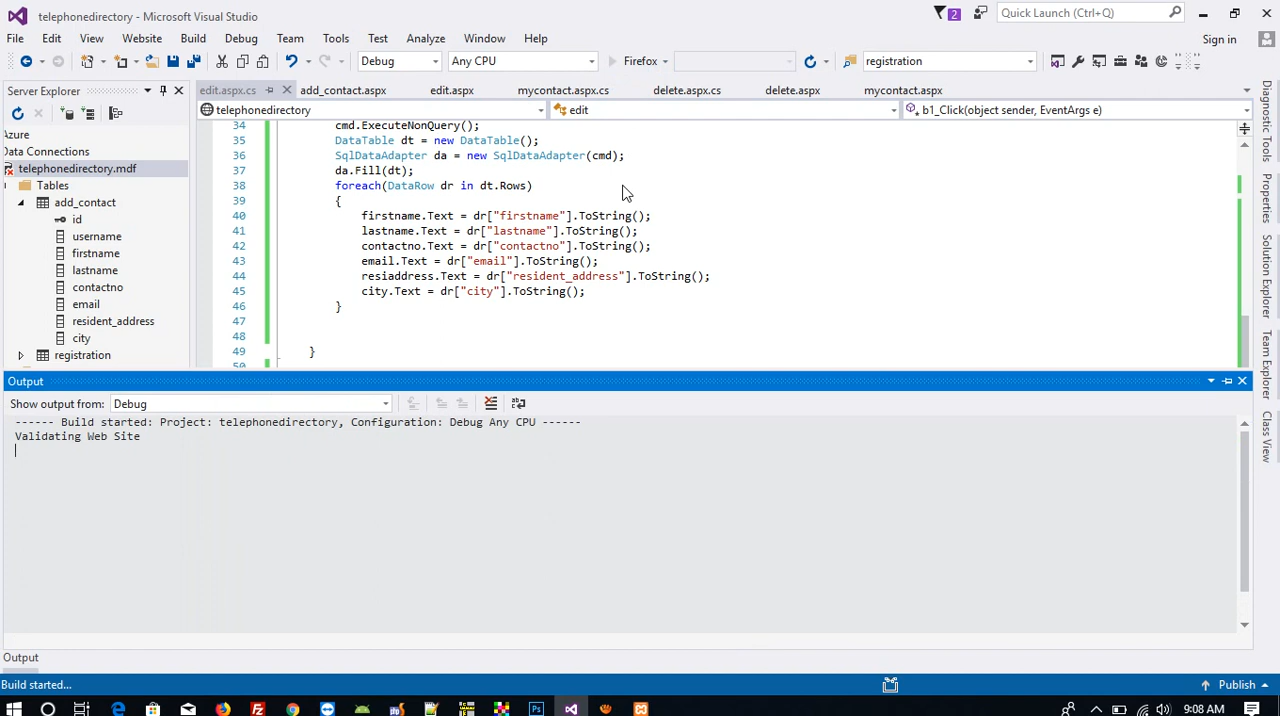 telephonedirectory - Microsoft Visual Studio
2
Quick Launch (Ctrl+Q)
File Edit View Website Build Debug Team Tools Test Analyze Window Help
Sign in
Debug Any CPU Firefox registration
Server Explorer
edit.aspx.cs add_contact.aspx edit.aspx mycontact.aspx.cs delete.aspx.cs delete.aspx mycontact.aspx
telephonedirectory edit b1_Click(object sender, EventArgs e)
Azure
Data Connections
telephonedirectory.mdf
Tables
add_contact
id
username
firstname
lastname
contactno
email
resident_address
city
registration
34 cmd.ExecuteNonQuery();
35 DataTable dt = new DataTable();
36 SqlDataAdapter da = new SqlDataAdapter(cmd);
37 da.Fill(dt);
38 foreach(DataRow dr in dt.Rows)
39 {
40 firstname.Text = dr["firstname"].ToString();
41 lastname.Text = dr["lastname"].ToString();
42 contactno.Text = dr["contactno"].ToString();
43 email.Text = dr["email"].ToString();
44 resiaddress.Text = dr["resident_address"].ToString();
45 city.Text = dr["city"].ToString();
46 }
47
48
49 }
50
Diagnostic Tools
Properties
Solution Explorer
Team Explorer
Class View
Output
Show output from: Debug
------ Build started: Project: telephonedirectory, Configuration: Debug Any CPU ------
Validating Web Site
Output
Build started...
Publish
9:08 AM